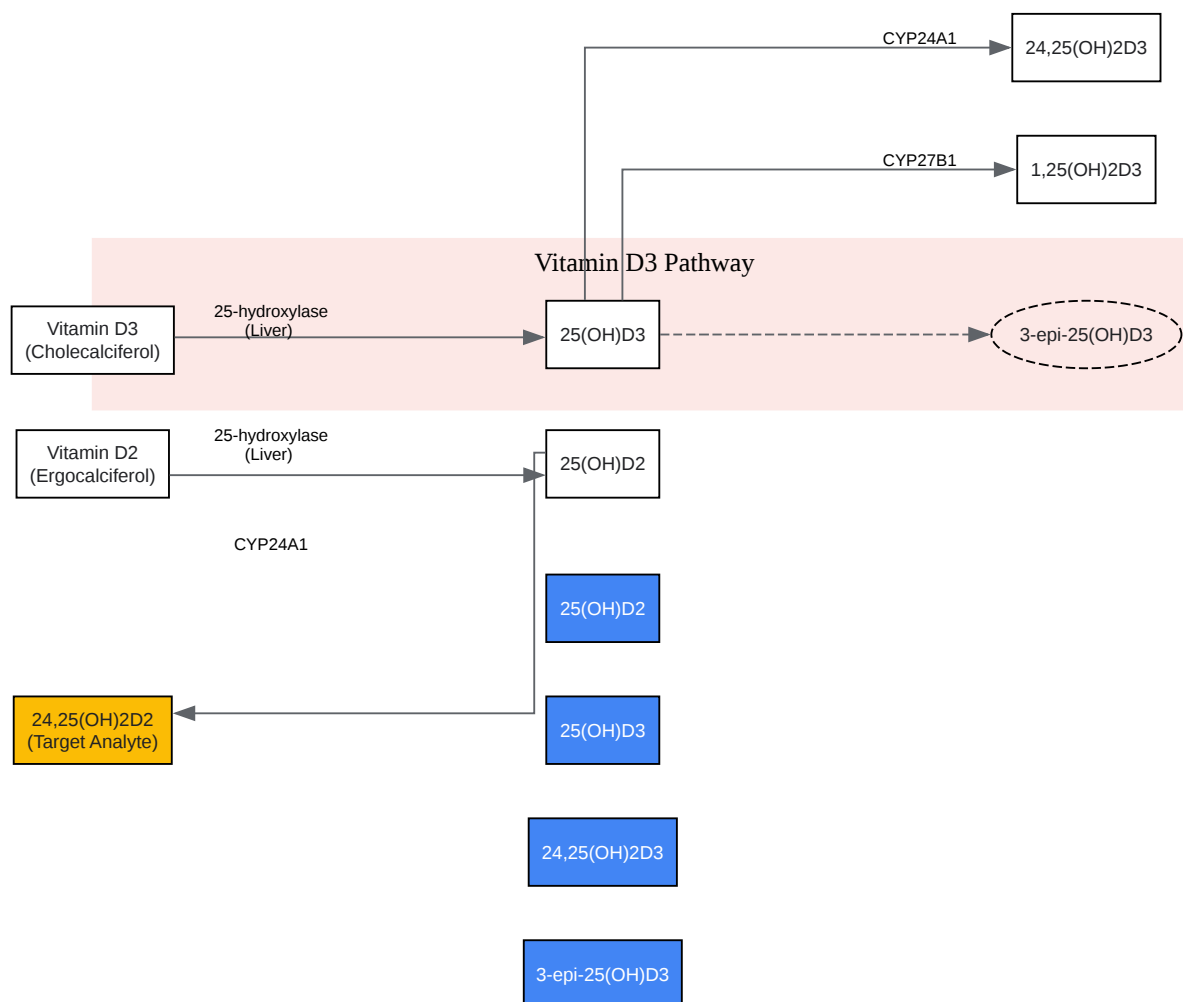 CYP24A1
24,25(OH)2D3
CYP27B1
1,25(OH)2D3
Vitamin D3 Pathway
Vitamin D3
(Cholecalciferol)
25-hydroxylase
(Liver)
25(OH)D3
3-epi-25(OH)D3
Vitamin D2
(Ergocalciferol)
25-hydroxylase
(Liver)
25(OH)D2
CYP24A1
25(OH)D2
24,25(OH)2D2
(Target Analyte)
25(OH)D3
24,25(OH)2D3
3-epi-25(OH)D3